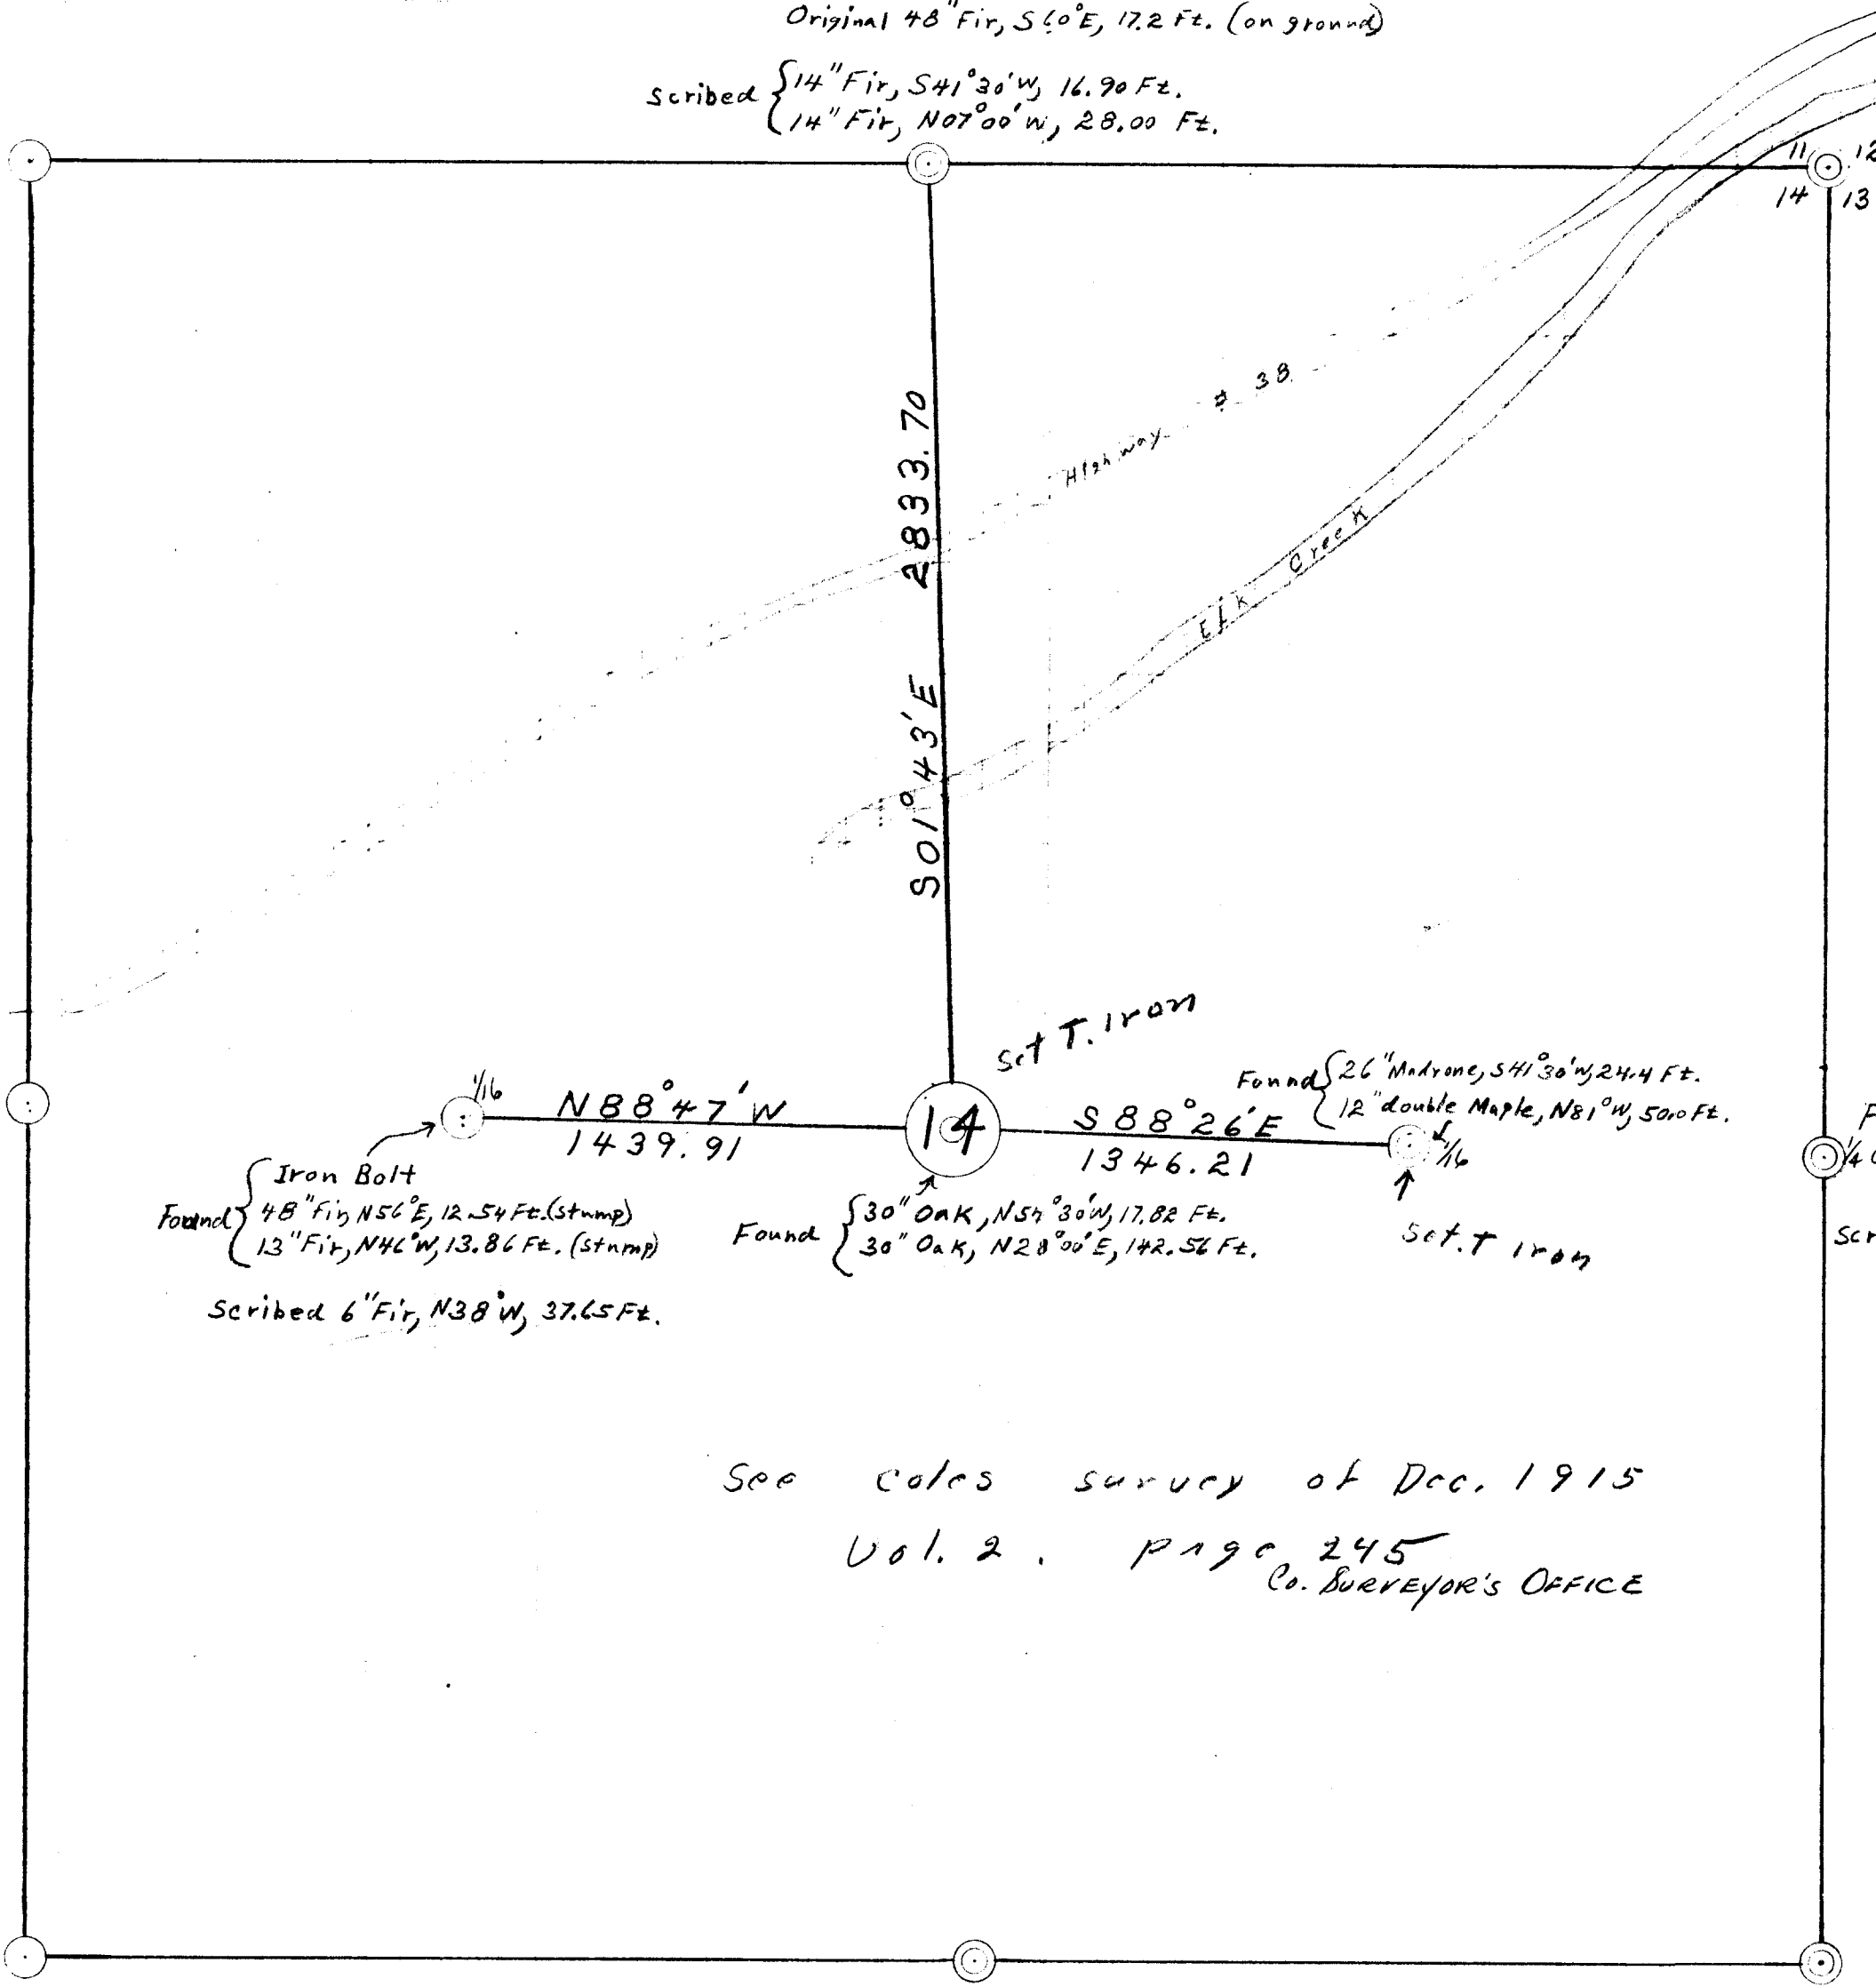 Original 48" Fir, S60°E, 17.2 Ft. (on ground)
Scribed {14" Fir, S41°30'W, 16.90 Ft.
14" Fir, N07°00'W, 28.00 Ft.
11 12
14 13
Highway # 38
Elk Creek
S01°43'E 2833.70
Set T. Iron
1/16
N88°47'W
1439.91
14
S88°26'E
1346.21
Found {26" Madrone, S41°30'W, 24.4 Ft.
12" double Maple, N81°W, 50.0 Ft.
1/16
1/4
Iron Bolt
Found {48" Fir, N56°E, 12.54 Ft. (stump)
13" Fir, N46°W, 13.86 Ft. (stump)
Scribed 6" Fir, N38°W, 37.65 Ft.
Found {30" Oak, 17.82 Ft.
30" Oak, N28°00'E, 142.56 Ft.
Set. T Iron
Scr
See Coles survey of Dec. 1915
Vol. 2. page 245
Co. SURVEYOR'S OFFICE